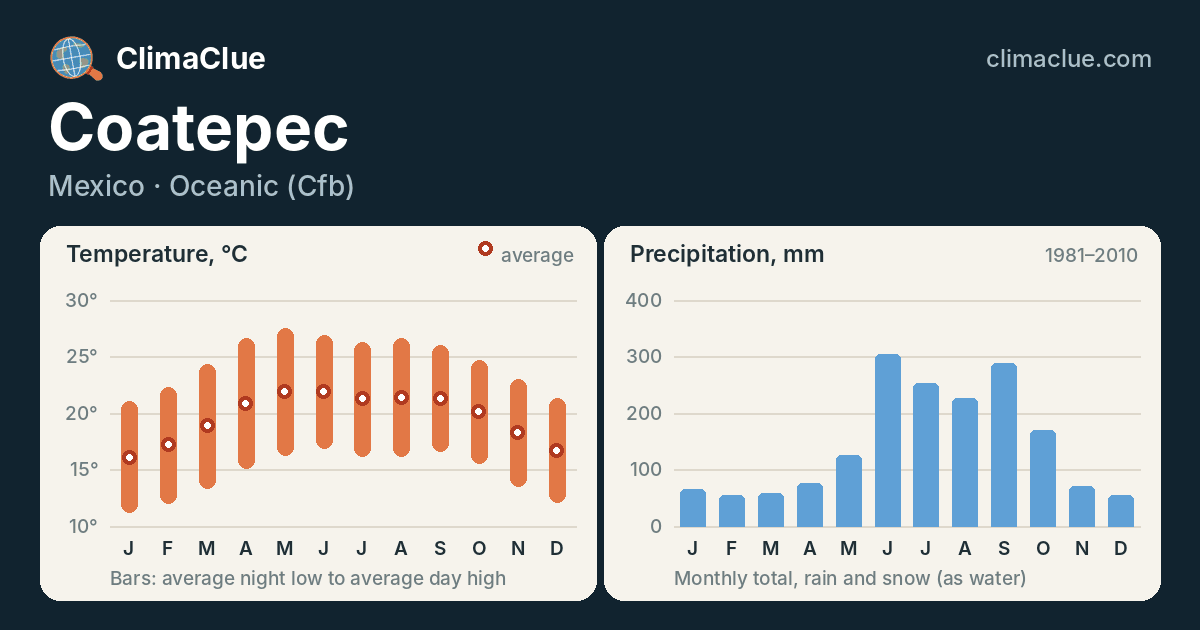 ClimaClue
climaclue.com
Coatepec
Mexico · Oceanic (Cfb)
Temperature, °C
average
30°
25°
20°
15°
10°
J F M A M J J A S O N D
Bars: average night low to average day high
Precipitation, mm
1981–2010
400
300
200
100
0
J F M A M J J A S O N D
Monthly total, rain and snow (as water)